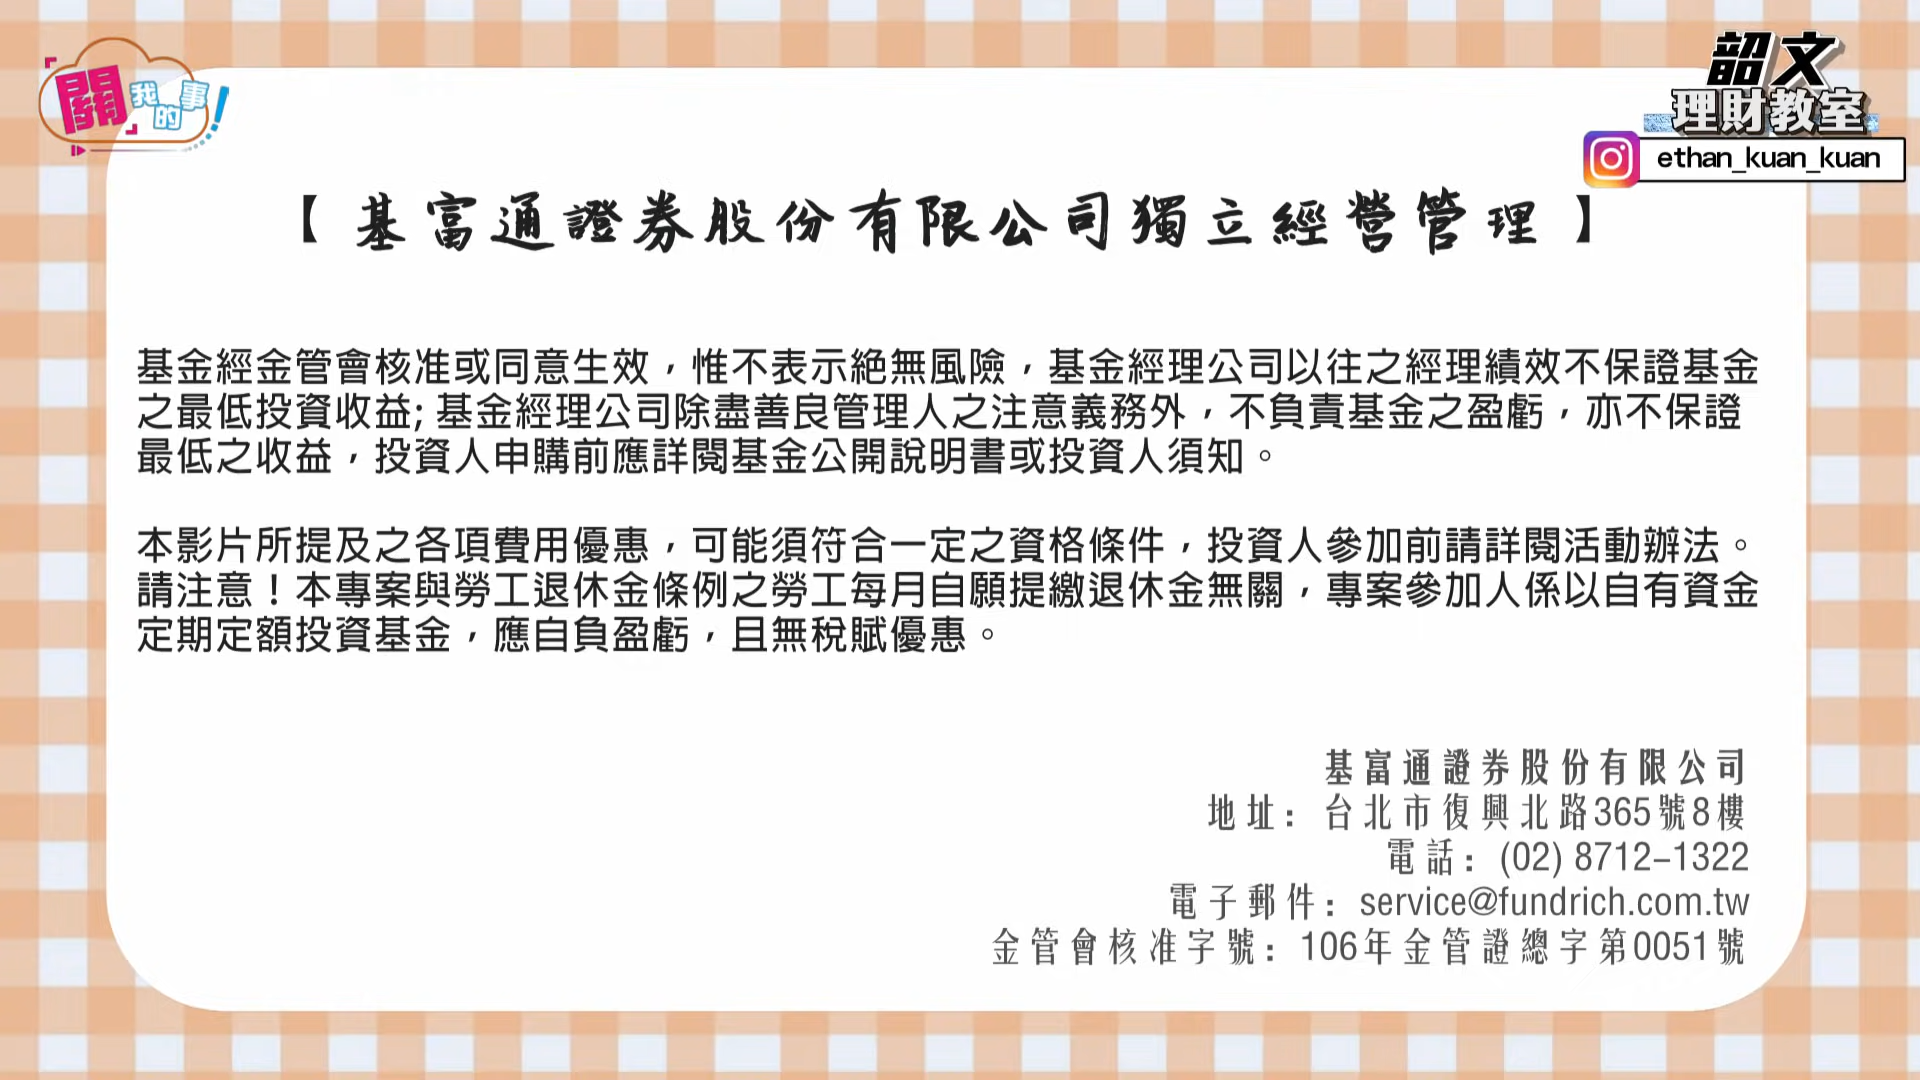 關我的事!
韶文
理財教室
ethan_kuan_kuan
【基富通證券股份有限公司獨立經營管理】
基金經金管會核准或同意生效，惟不表示絕無風險，基金經理公司以往之經理績效不保證基金
之最低投資收益; 基金經理公司除盡善良管理人之注意義務外，不負責基金之盈虧，亦不保證
最低之收益，投資人申購前應詳閱基金公開說明書或投資人須知。
本影片所提及之各項費用優惠，可能須符合一定之資格條件，投資人參加前請詳閱活動辦法。
請注意！本專案與勞工退休金條例之勞工每月自願提繳退休金無關，專案參加人係以自有資金
定期定額投資基金，應自負盈虧，且無稅賦優惠。
基富通證券股份有限公司
地址：台北市復興北路365號8樓
電話：(02) 8712-1322
電子郵件：service@fundrich.com.tw
金管會核准字號：106年金管證總字第0051號